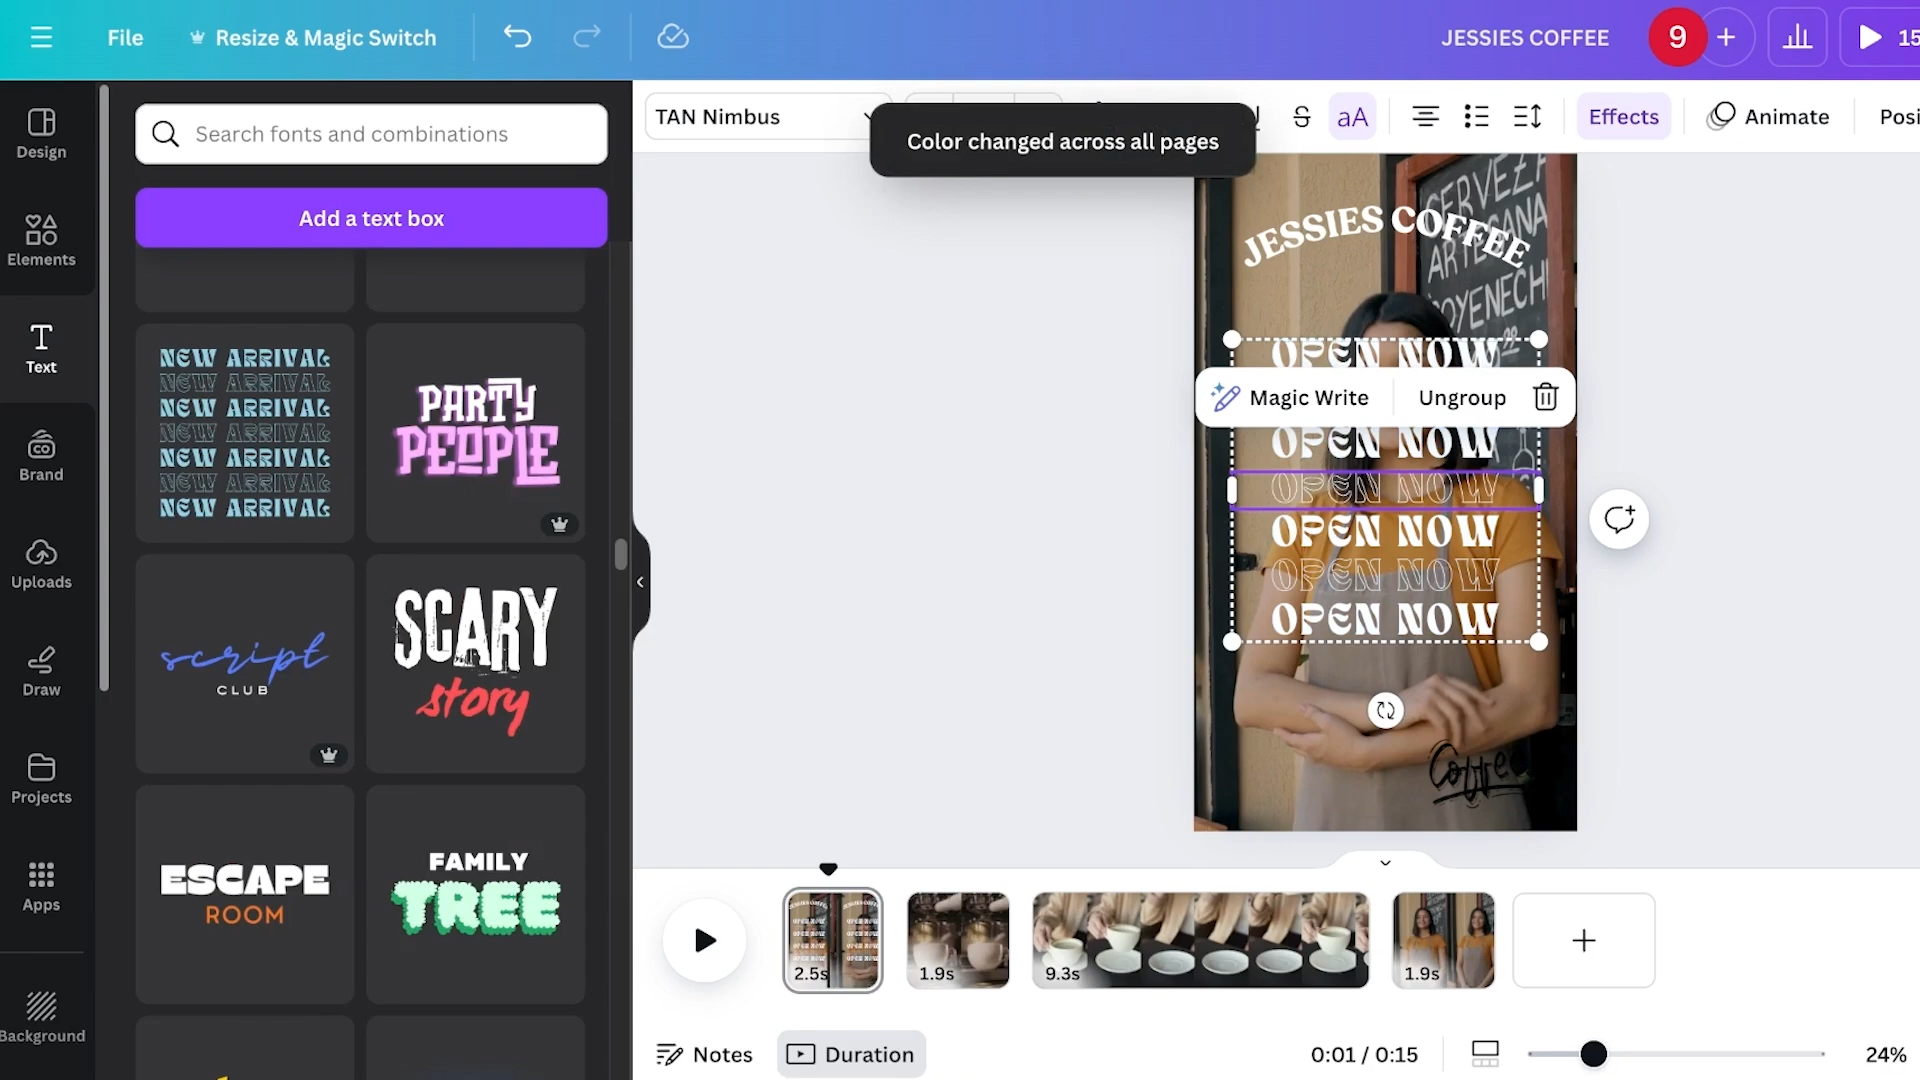 File
Resize & Magic Switch
JESSIES COFFEE
9
+
15
Design
Elements
Text
Brand
Uploads
Draw
Projects
Apps
Background
Search fonts and combinations
Add a text box
NEW ARRIVAL
NEW ARRIVAL
NEW ARRIVAL
NEW ARRIVAL
NEW ARRIVAL
NEW ARRIVAL
NEW ARRIVAL
PARTY
PEOPLE
script
CLUB
SCARY
story
ESCAPE
ROOM
FAMILY
TREE
TAN Nimbus
Color changed across all pages
S
aA
Effects
Animate
Posi
CERVEZA
ARTESANA
GOYENECH
JESSIES COFFEE
OPEN NOW
Magic Write
Ungroup
OPEN NOW
OPEN NOW
OPEN NOW
OPEN NOW
OPEN NOW
Coffee
2.5s
1.9s
9.3s
1.9s
+
Notes
Duration
0:01 / 0:15
24%